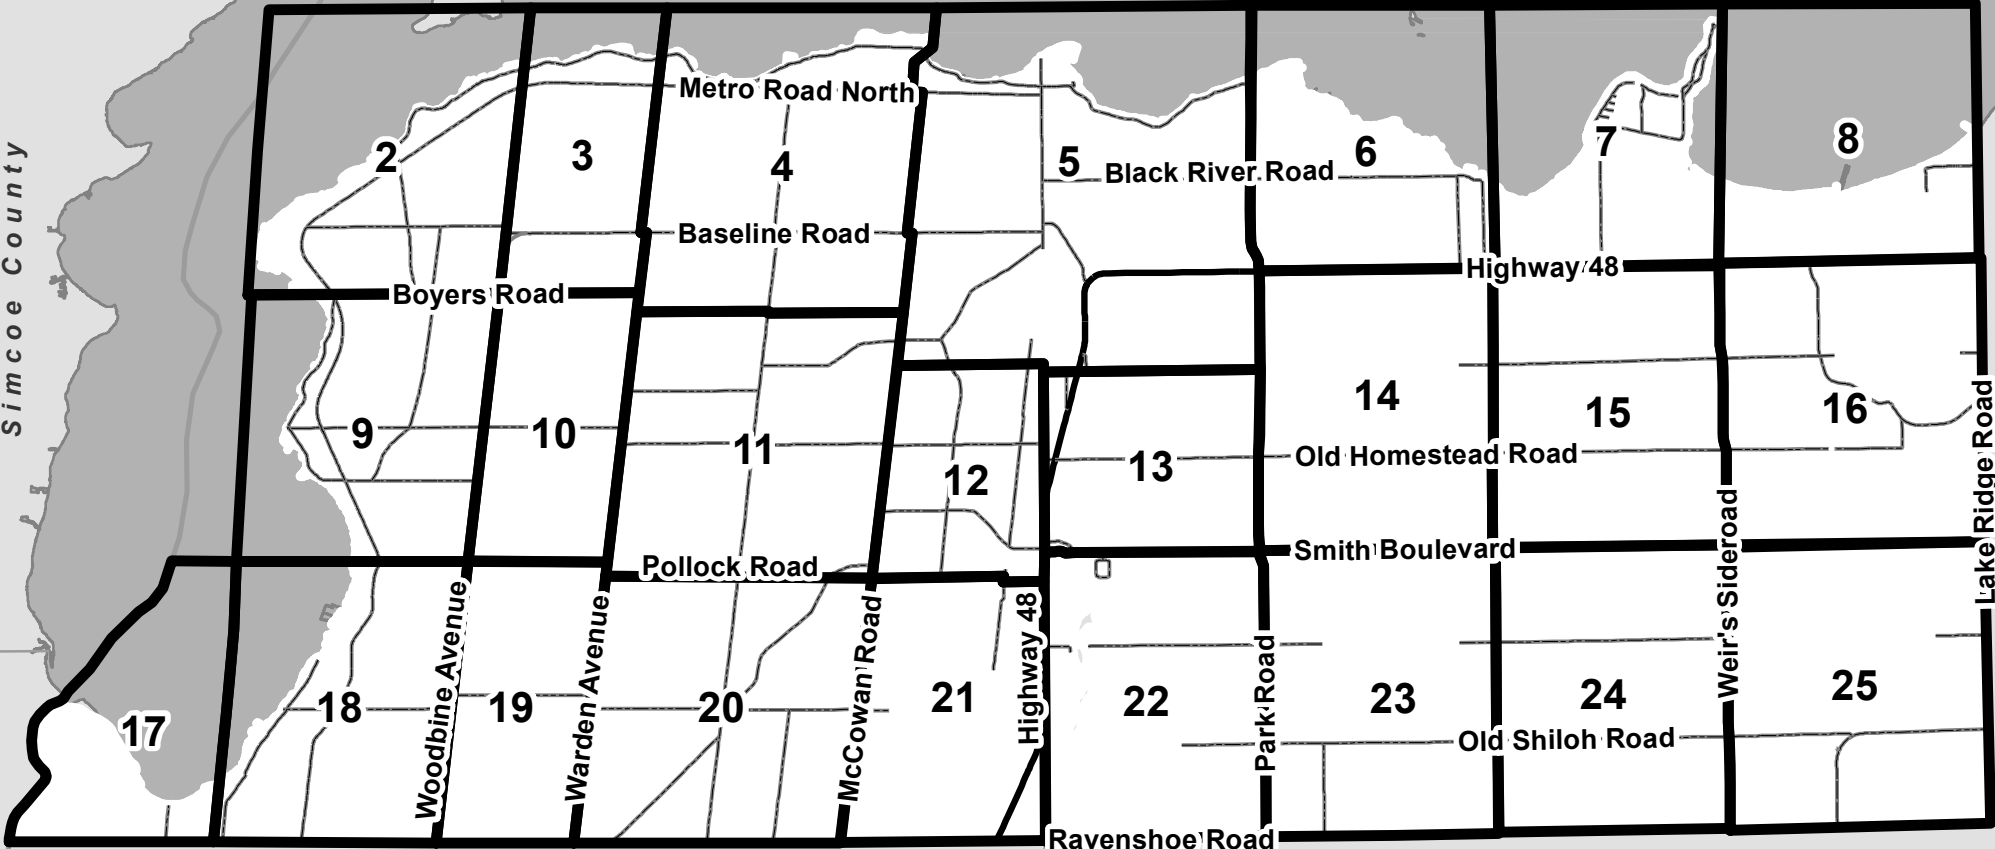 Simcoe County
Metro Road North
2
3
4
5
6
7
8
Black River Road
Baseline Road
Highway 48
Boyers Road
9
10
11
12
13
14
15
16
Old Homestead Road
Lake Ridge Road
Smith Boulevard
Pollock Road
Woodbine Avenue
Warden Avenue
McCowan Road
Highway 48
Park Road
Weir's Sideroad
17
18
19
20
21
22
23
24
25
Old Shiloh Road
Ravenshoe Road